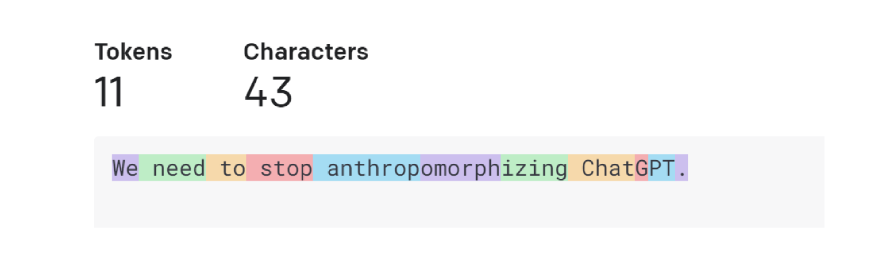 Tokens Characters
11 43
We need to stop anthropomorphizing ChatGPT.